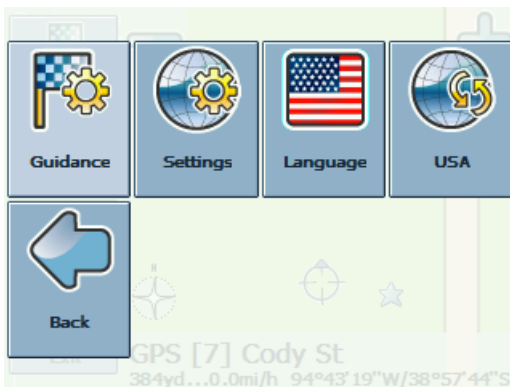 Guidance Settings Language USA
Back
GPS [7] Cody St
384yd...0.0mi/h 94°43'19"W/38°57'44"S